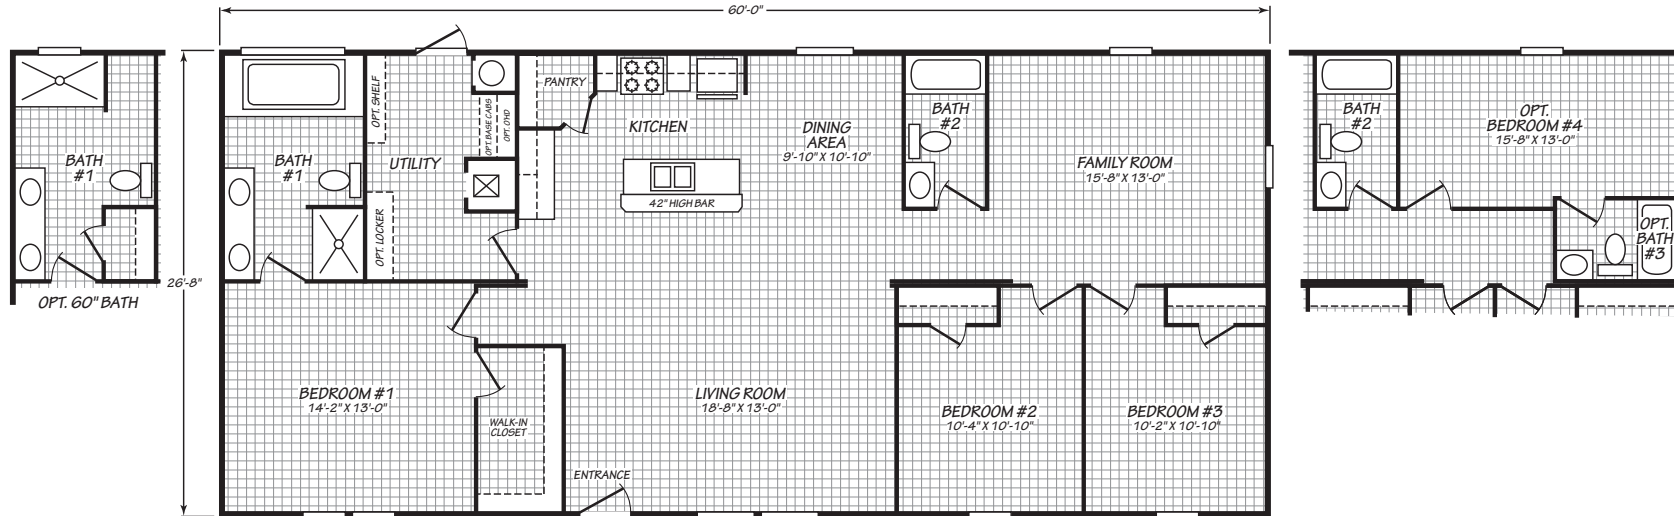 60'-0"
26'-8"
BATH
#1
OPT. 60" BATH
BATH
#1
OPT. SHELF
UTILITY
OPT. LOCKER
OPT. BASE CABS
OPT. O'HD
PANTRY
KITCHEN
42" HIGH BAR
DINING
AREA
9'-10" X 10'-10"
BATH
#2
FAMILY ROOM
15'-8" X 13'-0"
BEDROOM #1
14'-2" X 13'-0"
WALK-IN
CLOSET
ENTRANCE
LIVING ROOM
18'-8" X 13'-0"
BEDROOM #2
10'-4" X 10'-10"
BEDROOM #3
10'-2" X 10'-10"
BATH
#2
OPT.
BEDROOM #4
15'-8" X 13'-0"
OPT.
BATH
#3